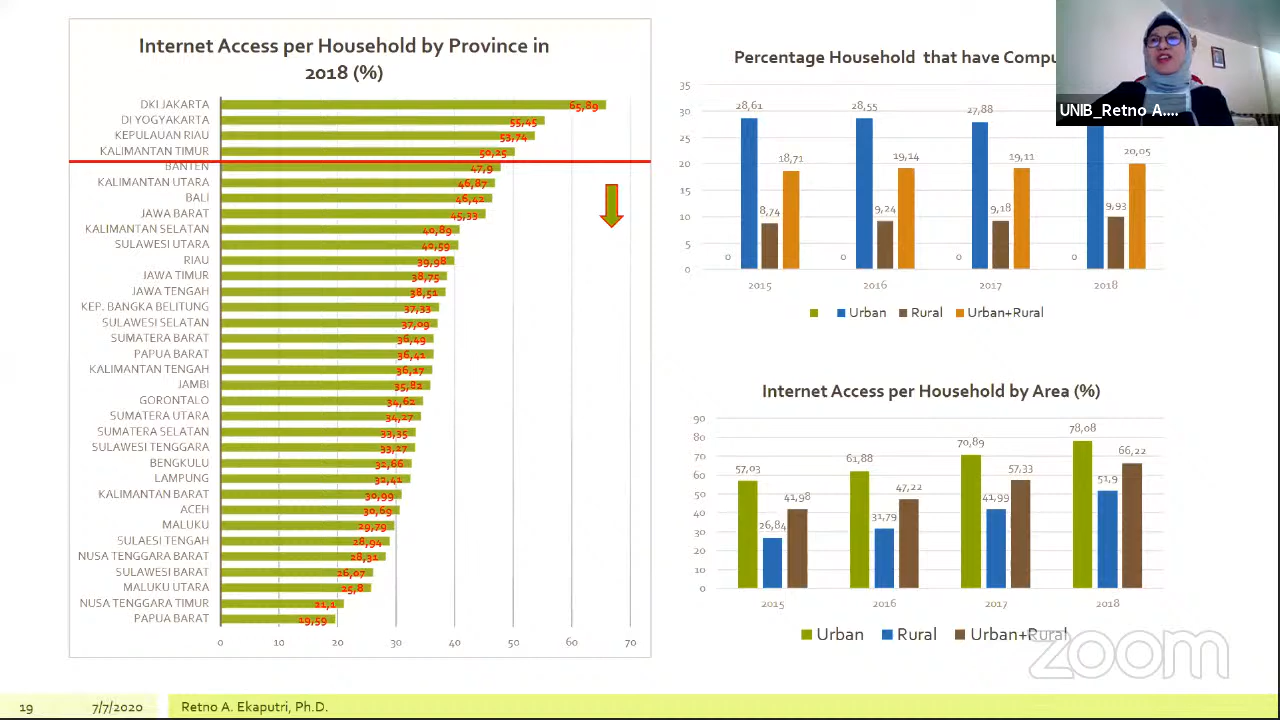 Internet Access per Household by Province in
2018 (%)
DKI JAKARTA 65,89
DI YOGYAKARTA 55,45
KEPULAUAN RIAU 53,74
KALIMANTAN TIMUR 50,25
BANTEN 47,9
KALIMANTAN UTARA 46,87
BALI 46,42
JAWA BARAT 45,33
KALIMANTAN SELATAN 40,89
SULAWESI UTARA 40,59
RIAU 39,98
JAWA TIMUR 38,75
JAWA TENGAH 38,51
KEP. BANGKA BELITUNG 37,33
SULAWESI SELATAN 37,09
SUMATERA BARAT 36,49
PAPUA BARAT 36,41
KALIMANTAN TENGAH 36,17
JAMBI 35,82
GORONTALO 34,62
SUMATERA UTARA 34,27
SUMATERA SELATAN 33,35
SULAWESI TENGGARA 33,27
BENGKULU 32,66
LAMPUNG 32,41
KALIMANTAN BARAT 30,99
ACEH 30,69
MALUKU 29,79
SULAESI TENGAH 28,94
NUSA TENGGARA BARAT 28,31
SULAWESI BARAT 26,07
MALUKU UTARA 25,8
NUSA TENGGARA TIMUR 21,1
PAPUA BARAT 19,59
0 10 20 30 40 50 60 70
Percentage Household that have Compu
35
30
25
20
15
10
5
0
28,61 28,55 27,88
18,71 19,14 19,11 20,05
8,74 9,24 9,18 9,93
0 0 0 0
2015 2016 2017 2018
Urban Rural Urban+Rural
UNIB_Retno A....
Internet Access per Household by Area (%)
90
80
70
60
50
40
30
20
10
0
57,03 26,84 41,98
61,88 31,79 47,22
70,89 41,99 57,33
78,08 51,9 66,22
2015 2016 2017 2018
Urban Rural Urban+Rural
zoom
19 7/7/2020 Retno A. Ekaputri, Ph.D.